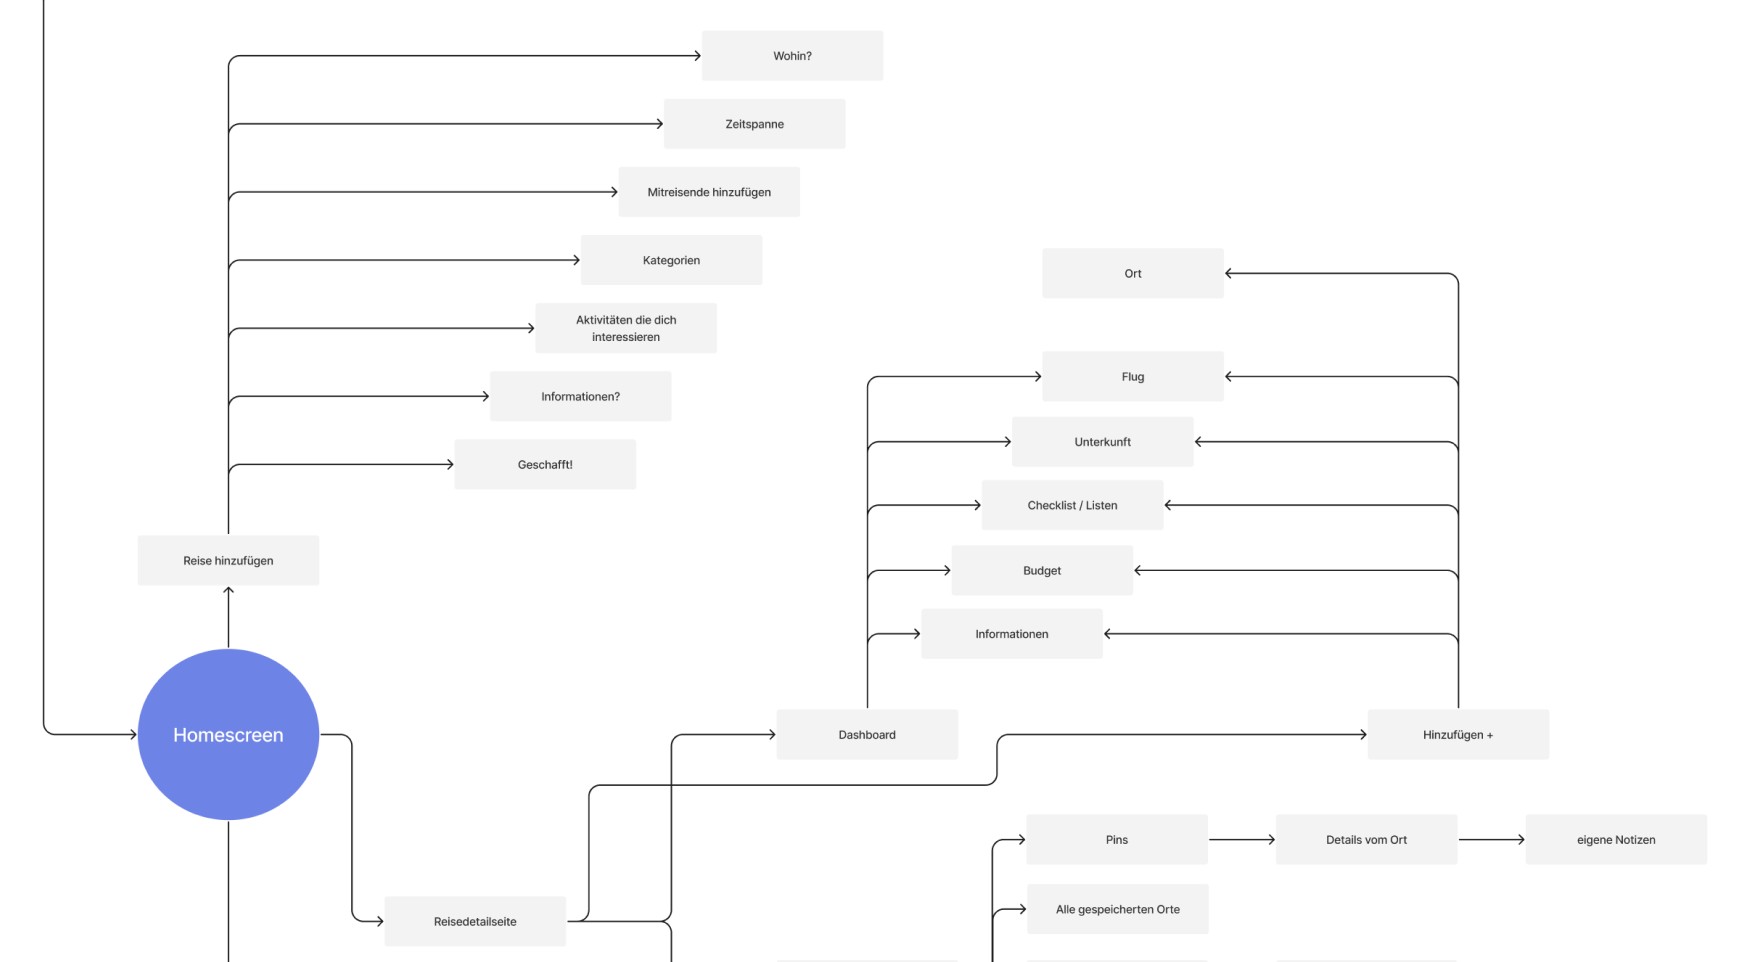 Wohin?
Zeitspanne
Mitreisende hinzufügen
Kategorien
Ort
Aktivitäten die dich
interessieren
Flug
Informationen?
Unterkunft
Geschafft!
Checklist / Listen
Reise hinzufügen
Budget
Informationen
Homescreen
Dashboard
Hinzufügen +
Pins
Details vom Ort
eigene Notizen
Alle gespeicherten Orte
Reisedetailseite